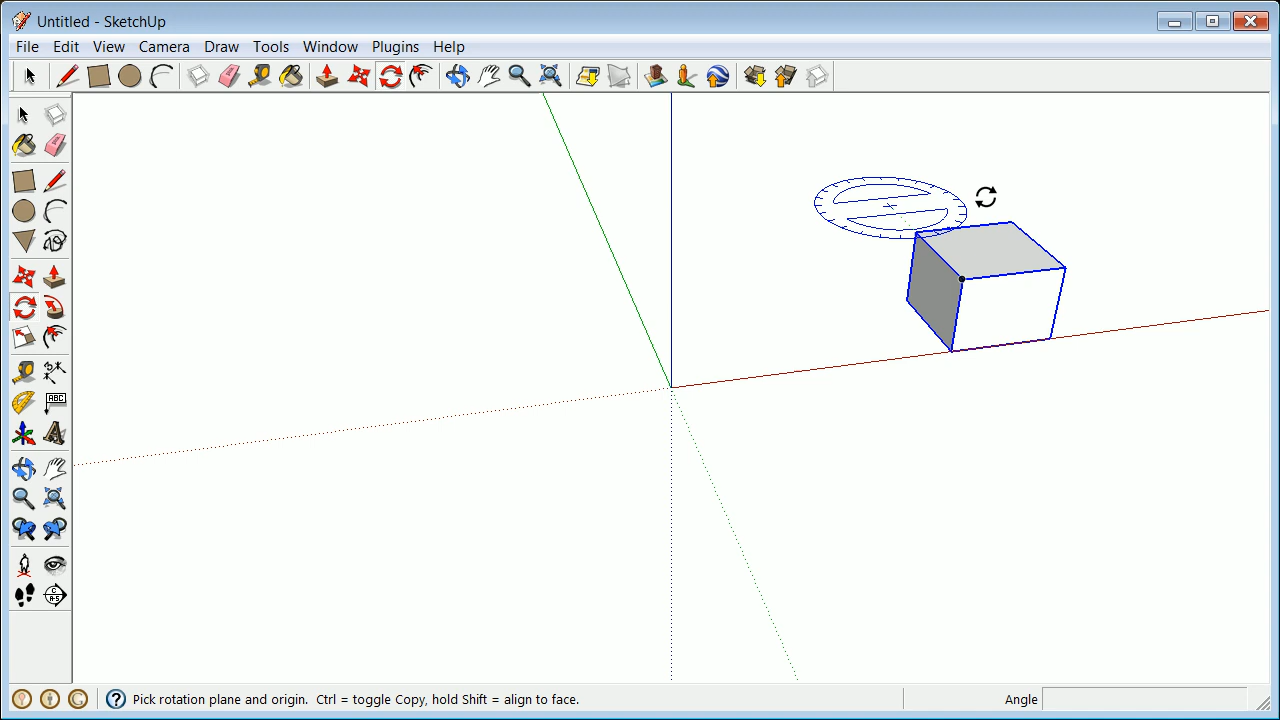 Untitled - SketchUp
File Edit View Camera Draw Tools Window Plugins Help
ABC
Pick rotation plane and origin.  Ctrl = toggle Copy, hold Shift = align to face.
Angle